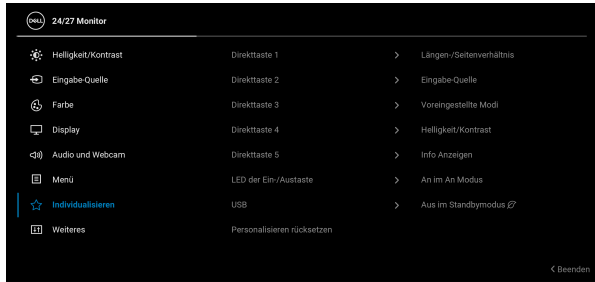 DELL 24/27 Monitor
Helligkeit/Kontrast Direkttaste 1 Längen-/Seitenverhältnis
Eingabe-Quelle Direkttaste 2 Eingabe-Quelle
Farbe Direkttaste 3 Voreingestellte Modi
Display Direkttaste 4 Helligkeit/Kontrast
Audio und Webcam Direkttaste 5 Info Anzeigen
Menü LED der Ein-/Austaste An im An Modus
Individualisieren USB Aus im Standbymodus
Weiteres Personalisieren rücksetzen
Beenden